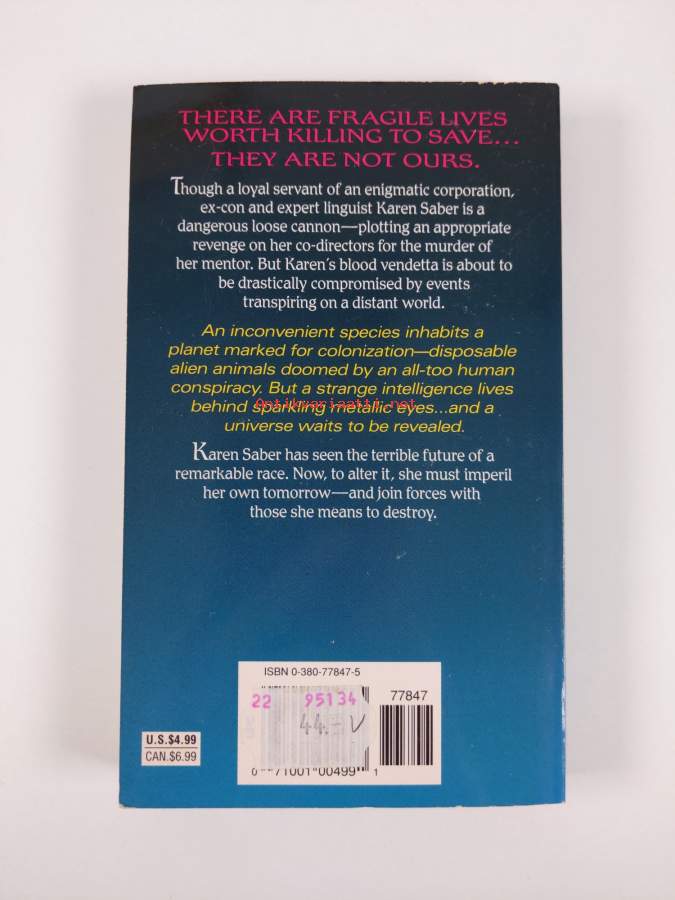 THERE ARE FRAGILE LIVES
WORTH KILLING TO SAVE...
THEY ARE NOT OURS.
Though a loyal servant of an enigmatic corporation,
ex-con and expert linguist Karen Saber is a
dangerous loose cannon—plotting an appropriate
revenge on her co-directors for the murder of
her mentor. But Karen's blood vendetta is about to
be drastically compromised by events
transpiring on a distant world.
An inconvenient species inhabits a
planet marked for colonization—disposable
alien animals doomed by an all-too human
conspiracy. But a strange intelligence lives
behind sparkling metallic eyes...and a
antikvariaatti.net
universe waits to be revealed.
Karen Saber has seen the terrible future of a
remarkable race. Now, to alter it, she must imperil
her own tomorrow—and join forces with
those she means to destroy.
ISBN 0-380-77847-5
77847
22 95134
44.-V
U.S.$4.99
CAN.$6.99
0 71001 00499 1